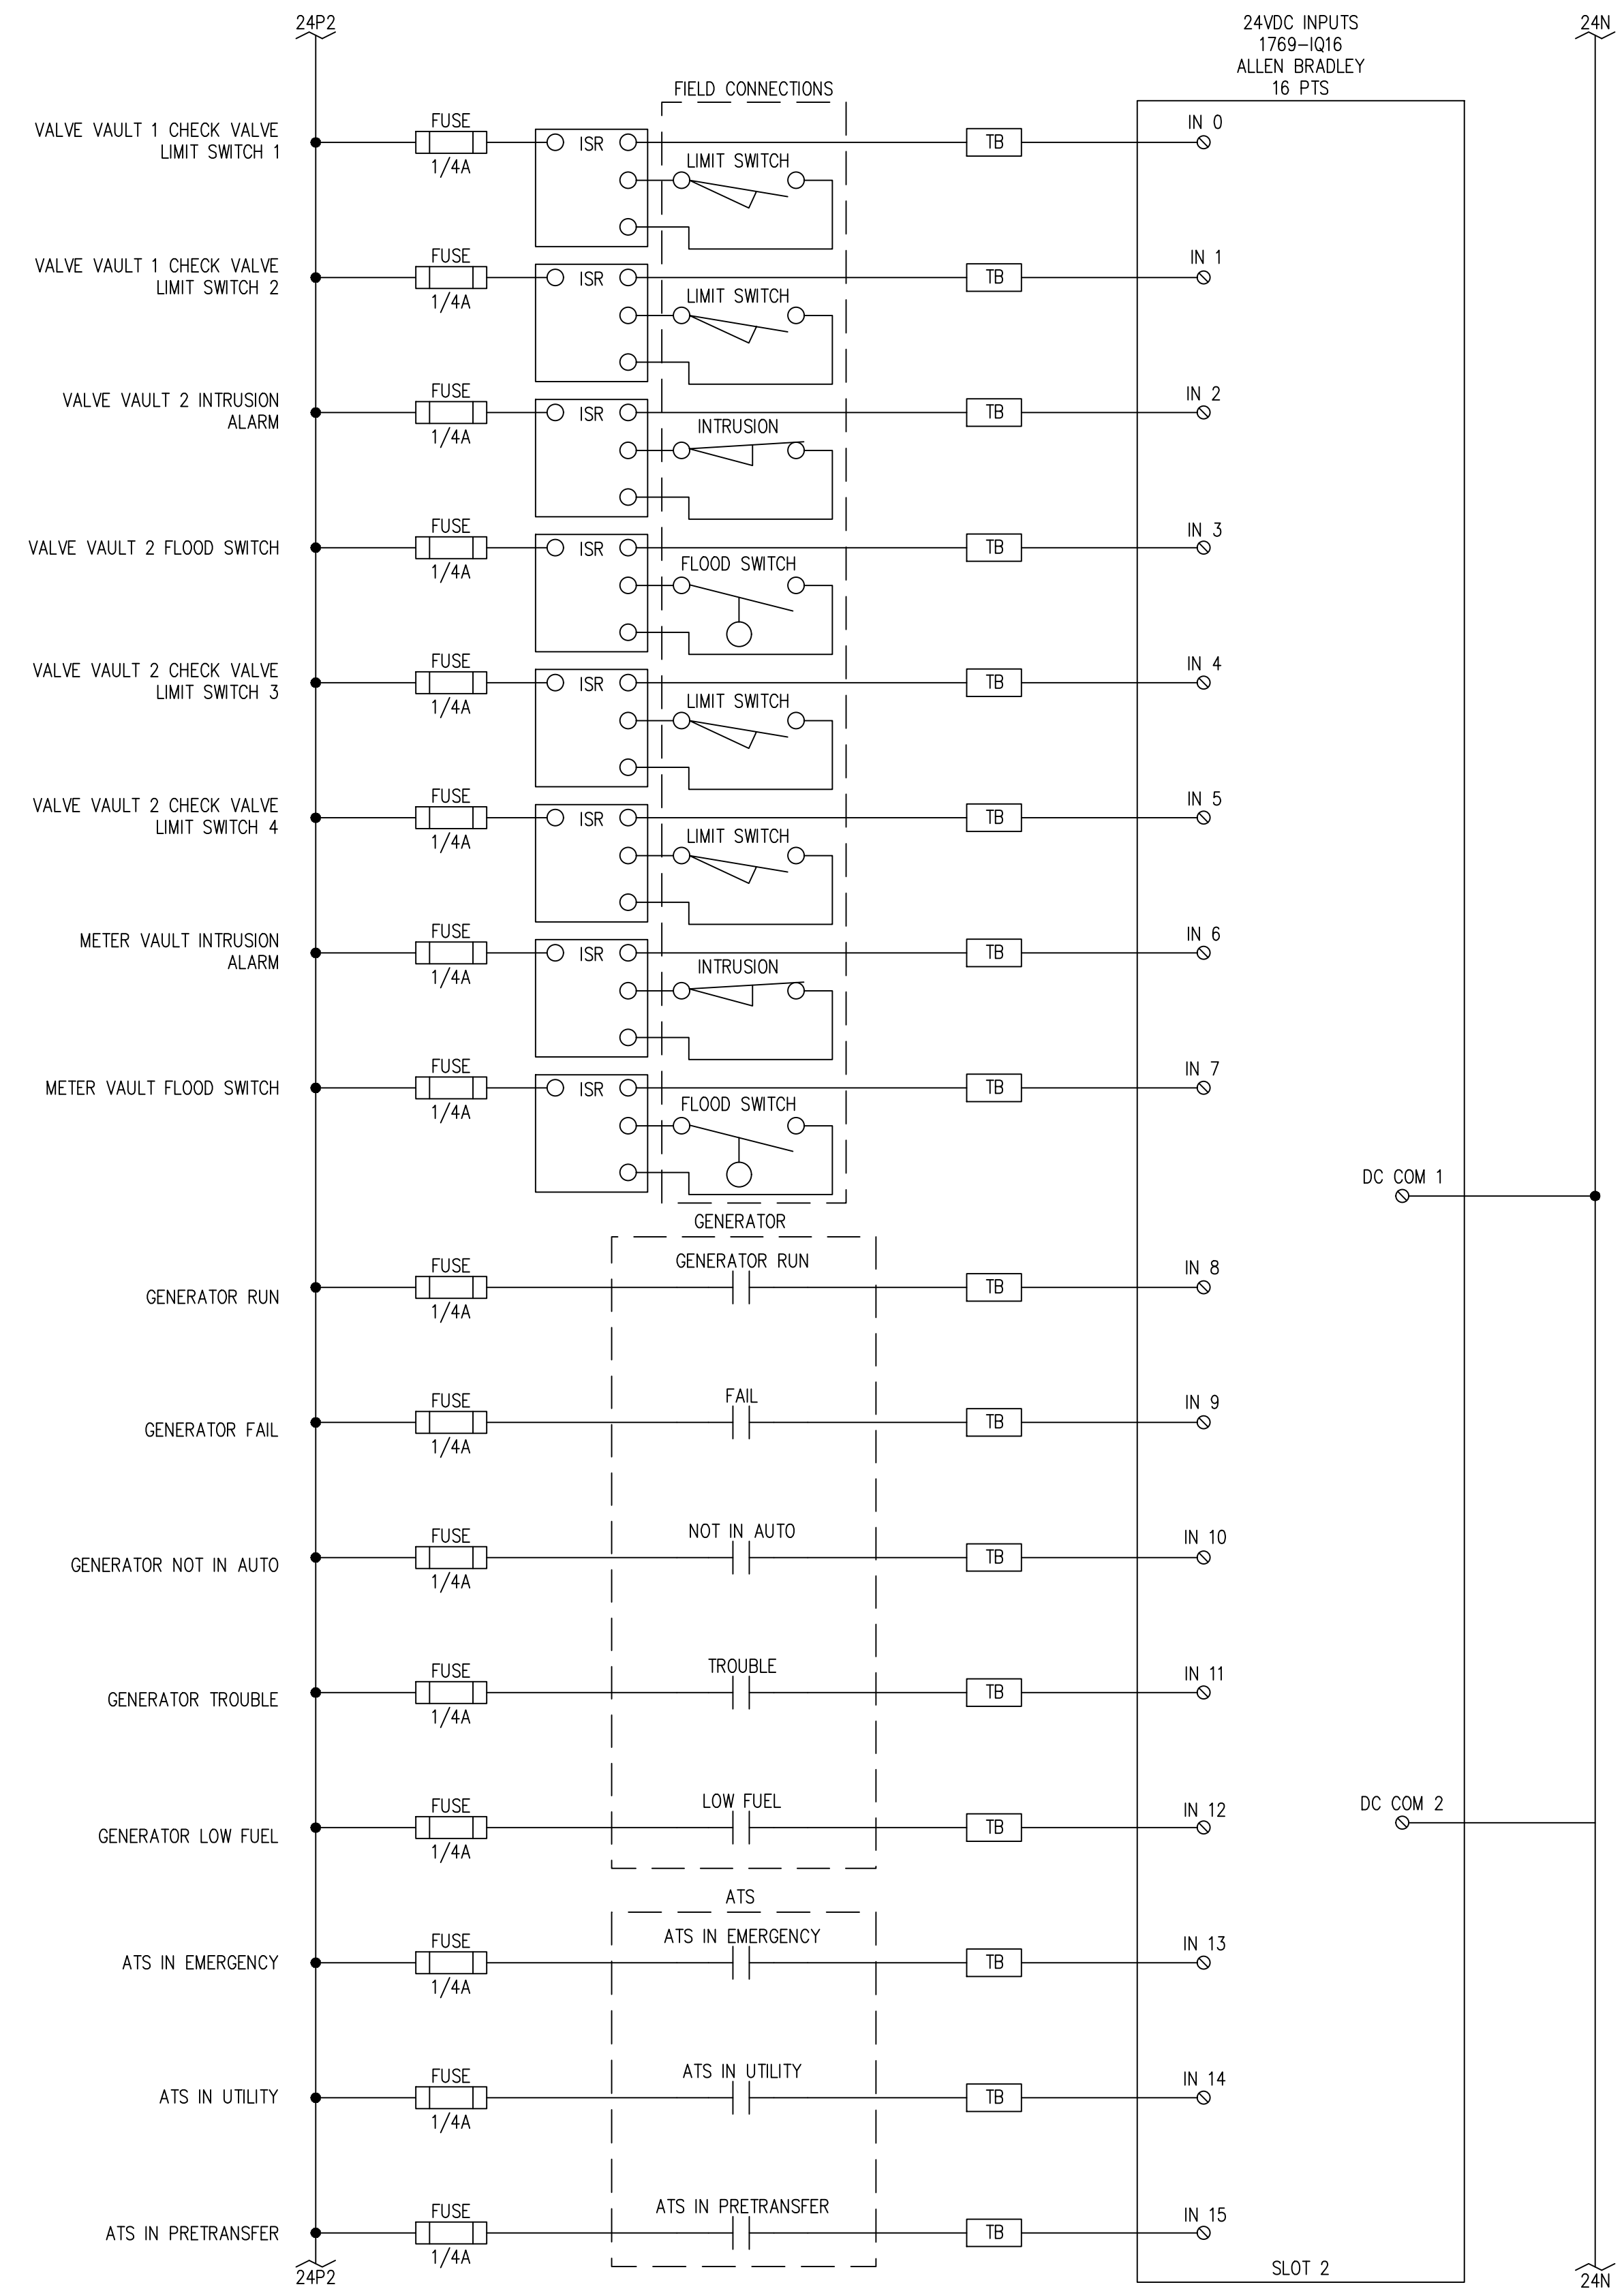 24P2
24VDC INPUTS
1769-IQ16
ALLEN BRADLEY
16 PTS
24N
FIELD CONNECTIONS
VALVE VAULT 1 CHECK VALVE
LIMIT SWITCH 1
FUSE
1/4A
ISR
LIMIT SWITCH
TB
IN 0
VALVE VAULT 1 CHECK VALVE
LIMIT SWITCH 2
FUSE
1/4A
ISR
LIMIT SWITCH
TB
IN 1
VALVE VAULT 2 INTRUSION
ALARM
FUSE
1/4A
ISR
INTRUSION
TB
IN 2
VALVE VAULT 2 FLOOD SWITCH
FUSE
1/4A
ISR
FLOOD SWITCH
TB
IN 3
VALVE VAULT 2 CHECK VALVE
LIMIT SWITCH 3
FUSE
1/4A
ISR
LIMIT SWITCH
TB
IN 4
VALVE VAULT 2 CHECK VALVE
LIMIT SWITCH 4
FUSE
1/4A
ISR
LIMIT SWITCH
TB
IN 5
METER VAULT INTRUSION
ALARM
FUSE
1/4A
ISR
INTRUSION
TB
IN 6
METER VAULT FLOOD SWITCH
FUSE
1/4A
ISR
FLOOD SWITCH
TB
IN 7
DC COM 1
GENERATOR
GENERATOR RUN
FUSE
1/4A
GENERATOR RUN
TB
IN 8
GENERATOR FAIL
FUSE
1/4A
FAIL
TB
IN 9
GENERATOR NOT IN AUTO
FUSE
1/4A
NOT IN AUTO
TB
IN 10
GENERATOR TROUBLE
FUSE
1/4A
TROUBLE
TB
IN 11
GENERATOR LOW FUEL
FUSE
1/4A
LOW FUEL
TB
IN 12
DC COM 2
ATS
ATS IN EMERGENCY
FUSE
1/4A
ATS IN EMERGENCY
TB
IN 13
ATS IN UTILITY
FUSE
1/4A
ATS IN UTILITY
TB
IN 14
ATS IN PRETRANSFER
FUSE
1/4A
ATS IN PRETRANSFER
TB
IN 15
SLOT 2
24P2
24N